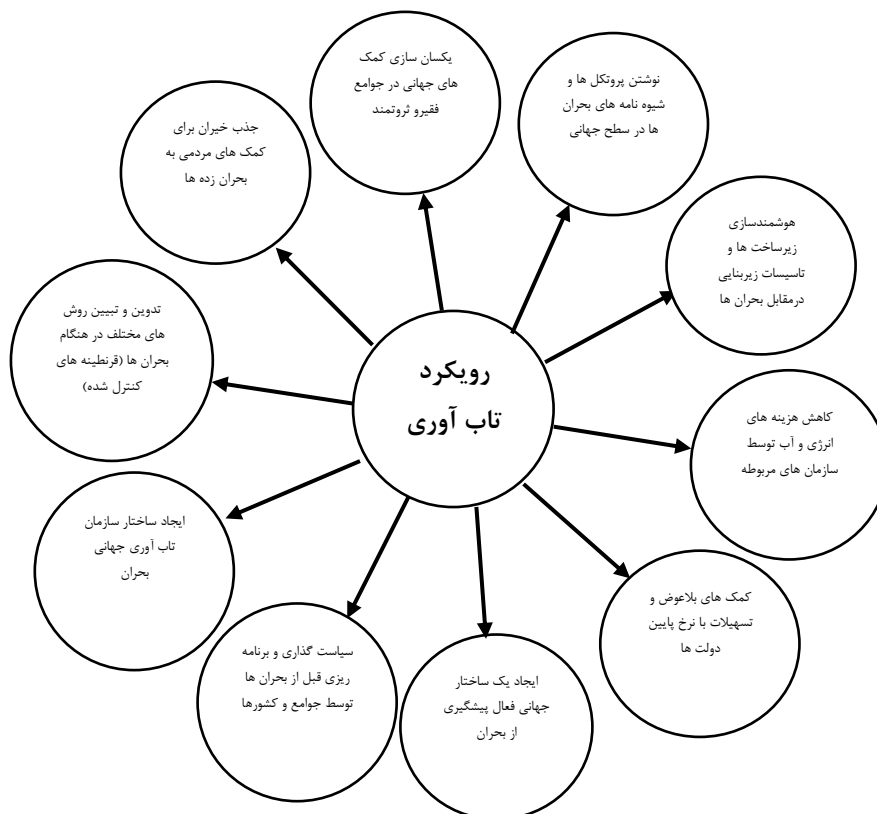 رویکرد
تاب آوری
یکسان سازی کمک
های جهانی در جوامع
فقیرو ثروتمند
نوشتن پروتکل ها و
شیوه نامه های بحران
ها در سطح جهانی
هوشمندسازی
زیرساخت ها و
تاسیسات زیربنایی
درمقابل بحران ها
کاهش هزینه های
انرژی و آب توسط
سازمان های مربوطه
کمک های بلاعوض و
تسهیلات با نرخ پایین
دولت ها
ایجاد یک ساختار
جهانی فعال پیشگیری
از بحران
سیاست گذاری و برنامه
ریزی قبل از بحران ها
توسط جوامع و کشورها
ایجاد ساختار سازمان
تاب آوری جهانی
بحران
تدوین و تبیین روش
های مختلف در هنگام
بحران ها (قرنطینه های
کنترل شده)
جذب خیران برای
کمک های مردمی به
بحران زده ها